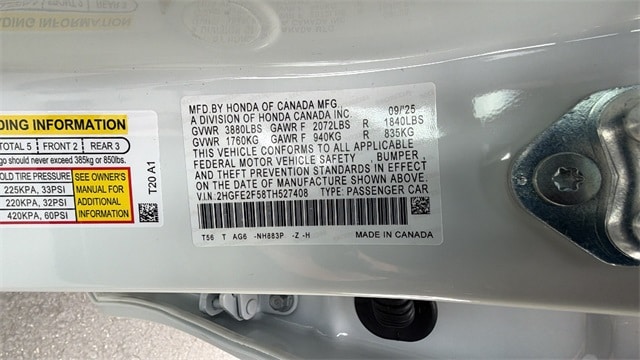 DING INFORMATION
TOTAL 5 FRONT 2 REAR 3
go should never exceed 385kg or 850lbs.
OLD TIRE PRESSURE
225KPA, 33PSI
220KPA, 32PSI
420KPA, 60PSI
SEE OWNER'S
MANUAL FOR
ADDITIONAL
INFORMATION
T20 A1
MFD.BY HONDA OF CANADA MFG., 09/25
A DIVISION OF HONDA CANADA INC.
GVWR 3880LBS GAWR F 2072LBS R 1840LBS
GVWR 1760KG GAWR F 940KG R 835KG
THIS VEHICLE CONFORMS TO ALL APPLICABLE
FEDERAL MOTOR VEHICLE SAFETY, BUMPER,
AND THEFT PREVENTION STANDARDS IN EFFECT
ON THE DATE OF MANUFACTURE SHOWN ABOVE.
V.I.N. 2HGFE2F58TH527408 TYPE: PASSENGER CAR
T56 T AG6 -NH883P -Z -H
MADE IN CANADA